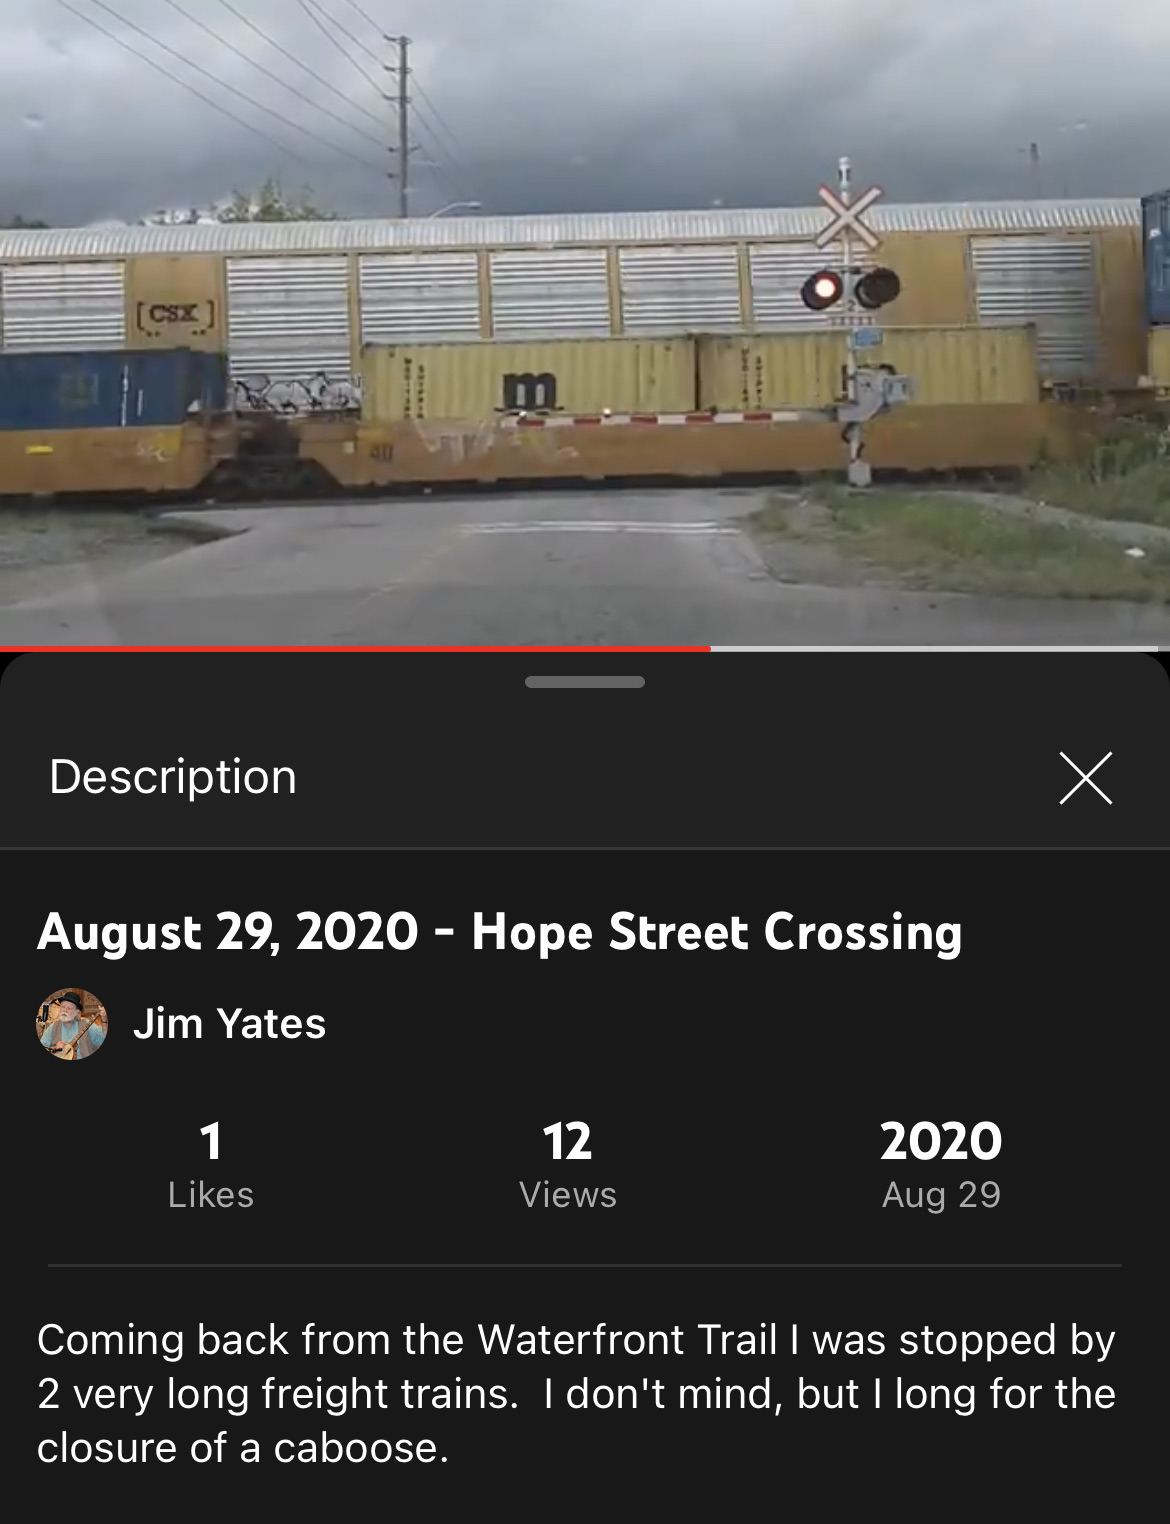 [CSX]
m
40
2
Description
August 29, 2020 - Hope Street Crossing
Jim Yates
1
Likes
12
Views
2020
Aug 29
Coming back from the Waterfront Trail I was stopped by
2 very long freight trains.  I don't mind, but I long for the
closure of a caboose.